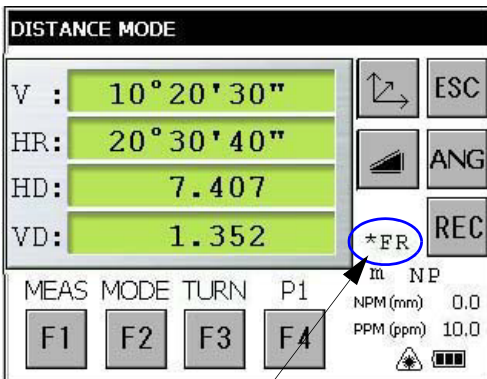 DISTANCE MODE
V : 10°20'30"
ESC
HR: 20°30'40"
ANG
HD: 7.407
VD: 1.352
*FR
REC
m NP
MEAS MODE TURN P1
NPM (mm) 0.0
F1 F2 F3 F4
PPM (ppm) 10.0